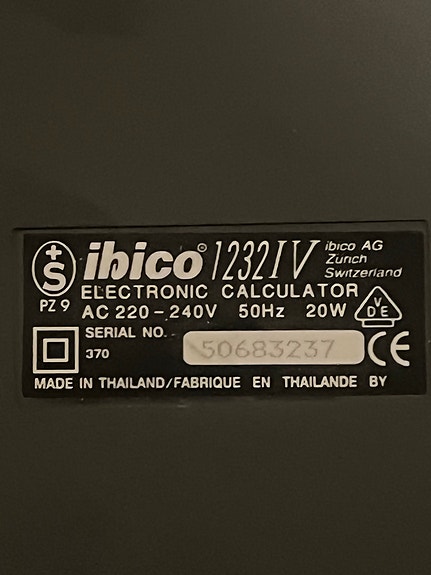 +S ibico® 1232IV ibico AG
Zurich
Switzerland
PZ 9 ELECTRONIC CALCULATOR
AC 220-240V 50Hz 20W VDE
SERIAL NO.
370 50683237 CE
MADE IN THAILAND/FABRIQUE EN THAILANDE BY